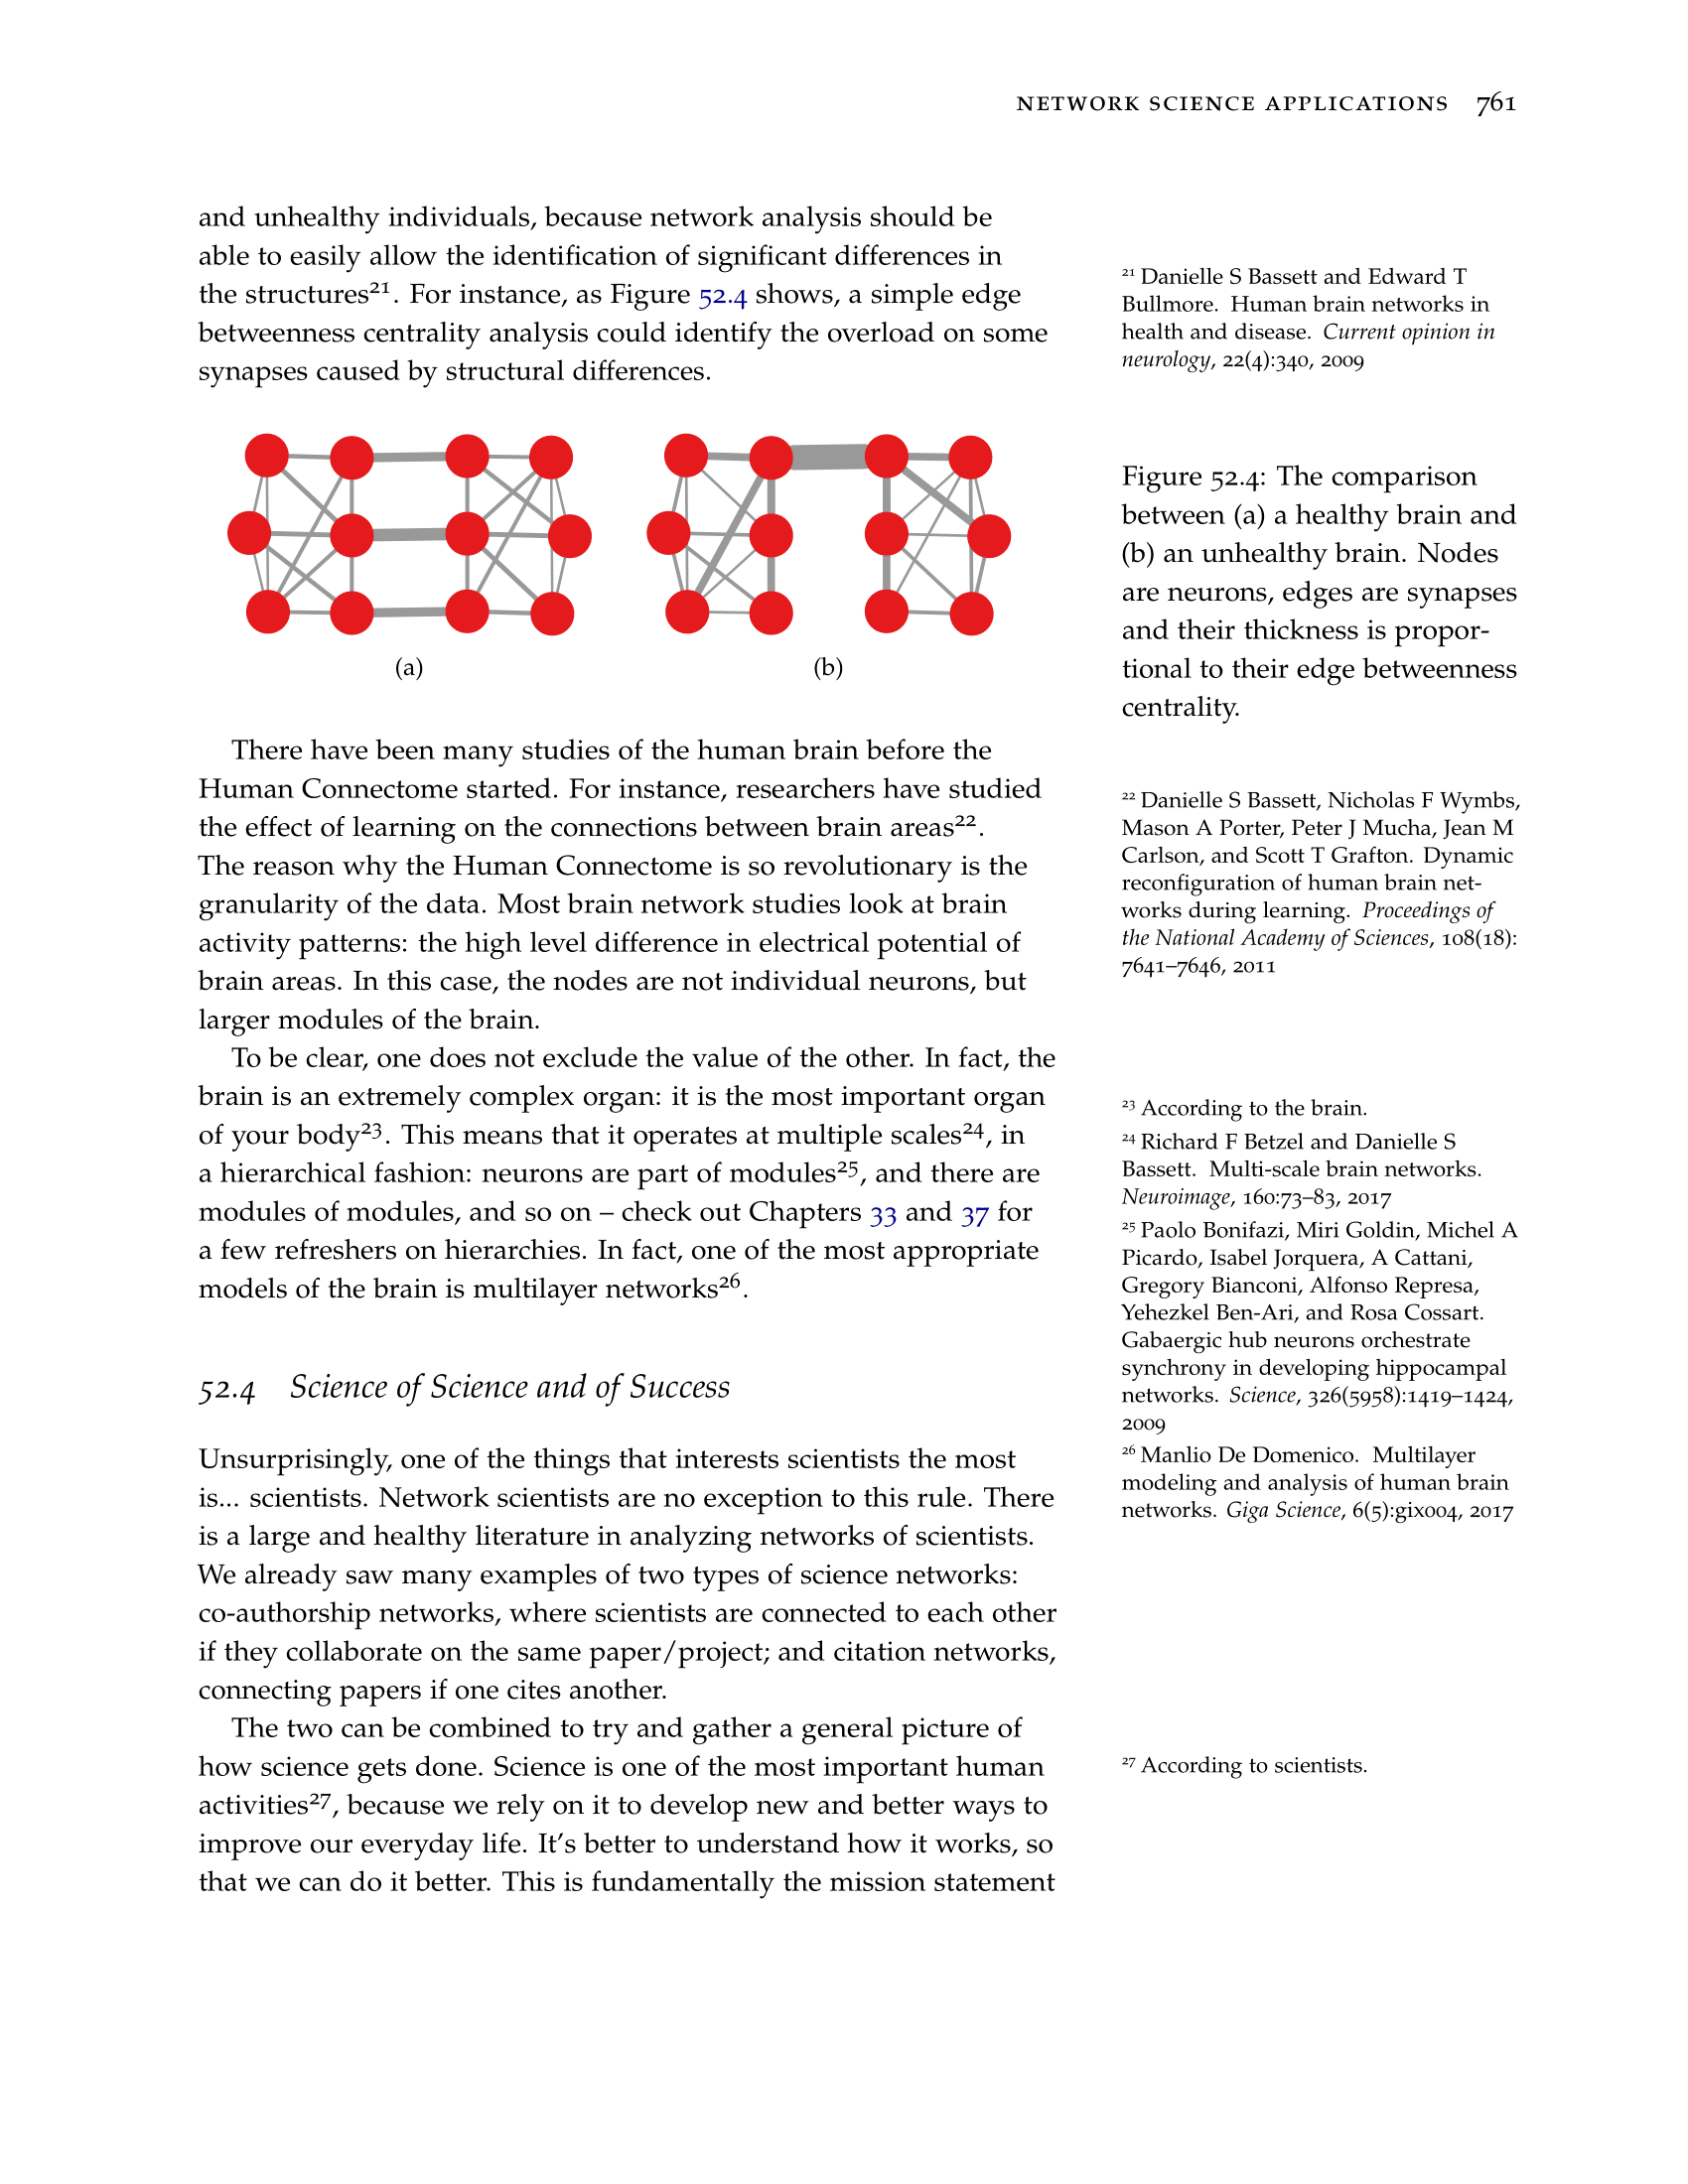 NETWORK SCIENCE APPLICATIONS 761
and unhealthy individuals, because network analysis should be
able to easily allow the identification of significant differences in
the structures21. For instance, as Figure 52.4 shows, a simple edge
betweenness centrality analysis could identify the overload on some
synapses caused by structural differences.
21 Danielle S Bassett and Edward T
Bullmore. Human brain networks in
health and disease. Current opinion in
neurology, 22(4):340, 2009
(a)
(b)
Figure 52.4: The comparison
between (a) a healthy brain and
(b) an unhealthy brain. Nodes
are neurons, edges are synapses
and their thickness is propor-
tional to their edge betweenness
centrality.
There have been many studies of the human brain before the
Human Connectome started. For instance, researchers have studied
the effect of learning on the connections between brain areas22.
The reason why the Human Connectome is so revolutionary is the
granularity of the data. Most brain network studies look at brain
activity patterns: the high level difference in electrical potential of
brain areas. In this case, the nodes are not individual neurons, but
larger modules of the brain.
22 Danielle S Bassett, Nicholas F Wymbs,
Mason A Porter, Peter J Mucha, Jean M
Carlson, and Scott T Grafton. Dynamic
reconfiguration of human brain net-
works during learning. Proceedings of
the National Academy of Sciences, 108(18):
7641–7646, 2011
To be clear, one does not exclude the value of the other. In fact, the
brain is an extremely complex organ: it is the most important organ
of your body23. This means that it operates at multiple scales24, in
a hierarchical fashion: neurons are part of modules25, and there are
modules of modules, and so on – check out Chapters 33 and 37 for
a few refreshers on hierarchies. In fact, one of the most appropriate
models of the brain is multilayer networks26.
23 According to the brain.
24 Richard F Betzel and Danielle S
Bassett. Multi-scale brain networks.
Neuroimage, 160:73–83, 2017
25 Paolo Bonifazi, Miri Goldin, Michel A
Picardo, Isabel Jorquera, A Cattani,
Gregory Bianconi, Alfonso Represa,
Yehezkel Ben-Ari, and Rosa Cossart.
Gabaergic hub neurons orchestrate
synchrony in developing hippocampal
networks. Science, 326(5958):1419–1424,
2009
26 Manlio De Domenico. Multilayer
modeling and analysis of human brain
networks. Giga Science, 6(5):gix004, 2017
52.4 Science of Science and of Success
Unsurprisingly, one of the things that interests scientists the most
is... scientists. Network scientists are no exception to this rule. There
is a large and healthy literature in analyzing networks of scientists.
We already saw many examples of two types of science networks:
co-authorship networks, where scientists are connected to each other
if they collaborate on the same paper/project; and citation networks,
connecting papers if one cites another.
The two can be combined to try and gather a general picture of
how science gets done. Science is one of the most important human
activities27, because we rely on it to develop new and better ways to
improve our everyday life. It's better to understand how it works, so
that we can do it better. This is fundamentally the mission statement
27 According to scientists.